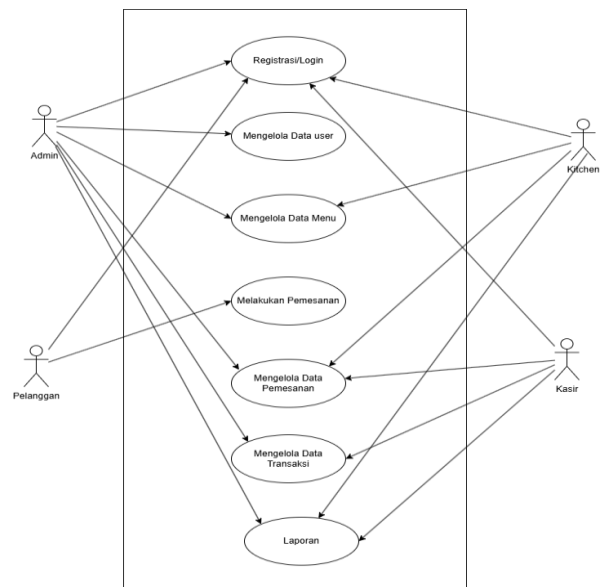 Registrasi/Login
Mengelola Data user
Admin
Kitchen
Mengelola Data Menu
Melakukan Pemesanan
Pelanggan
Kasir
Mengelola Data
Pemesanan
Mengelola Data
Transaksi
Laporan